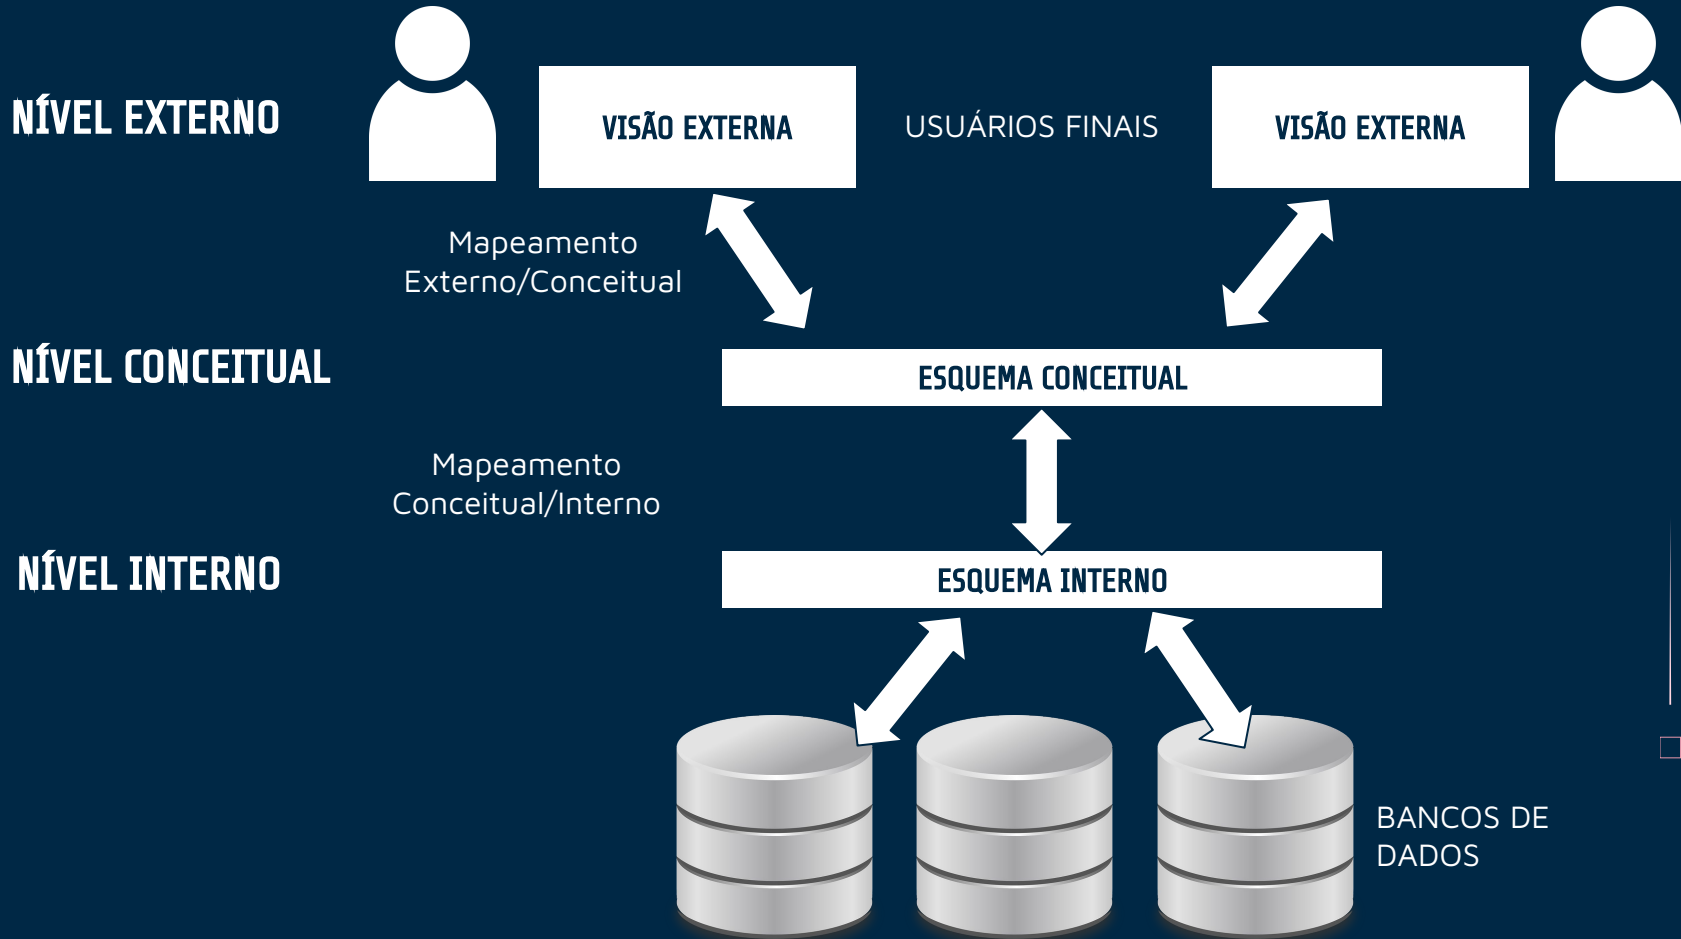 NÍVEL EXTERNO
VISÃO EXTERNA
USUÁRIOS FINAIS
VISÃO EXTERNA
Mapeamento
Externo/Conceitual
NÍVEL CONCEITUAL
ESQUEMA CONCEITUAL
Mapeamento
Conceitual/Interno
NÍVEL INTERNO
ESQUEMA INTERNO
BANCOS DE
DADOS